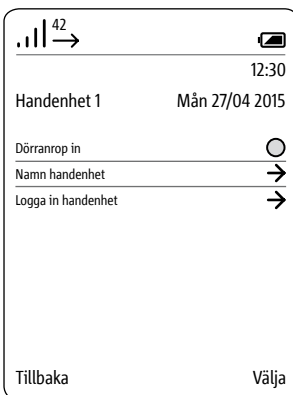 42
12:30
Handenhet 1 Mån 27/04 2015
Dörranrop in
Namn handenhet
Logga in handenhet
Tillbaka Välja